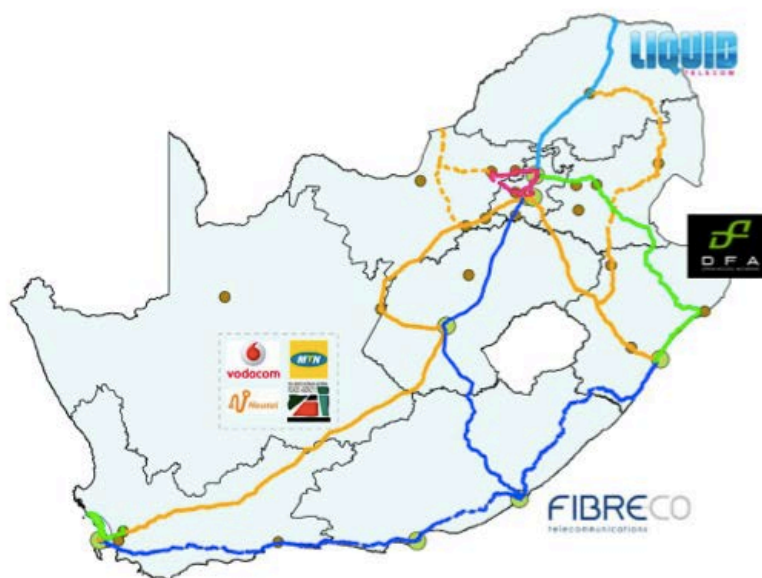 LIQUID
TELECOM
DFA
vodacom
MTN
Neotel
FIBRECO
telecommunications